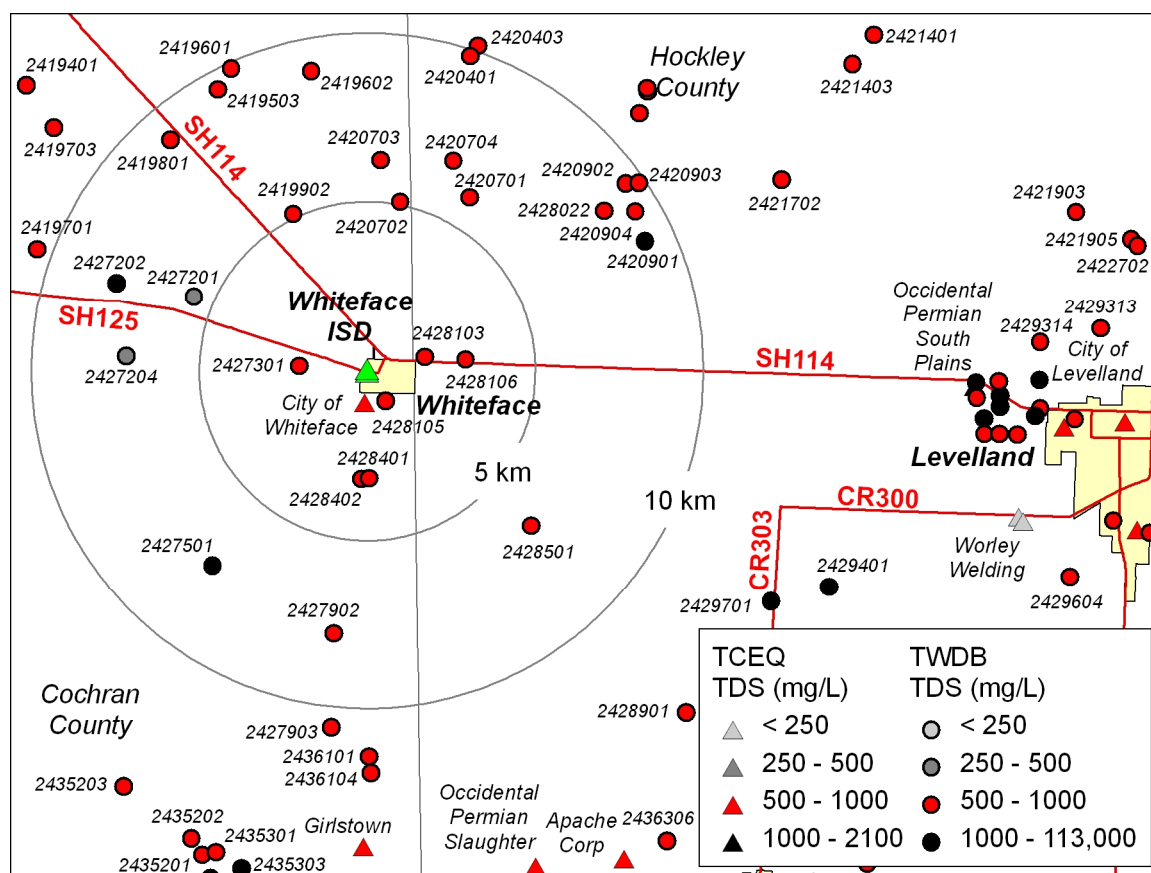 2419601
2420403
2421401
2419401
2419602
2420401
Hockley
County
2419503
2421403
SH114
2419703
2419801
2420703
2420704
2420902
2420903
2419902
2420701
2421702
2421903
2419701
2420702
2428022
2420904
2421905
2427202
2427201
2420901
2422702
Whiteface
ISD
Occidental
Permian
South
Plains
2429313
2429314
SH125
2428103
City of
Levelland
2427204
2427301
2428106
SH114
City of
Whiteface
Whiteface
2428105
2428401
2428402
5 km
10 km
Levelland
CR300
CR303
2428501
2427501
Worley
Welding
2429401
2429701
2429604
2427902
Cochran
County
2427903
2428901
2436101
2436104
2435203
2435202
2435301
2435201
2435303
Girlstown
Occidental
Permian
Slaughter
Apache
Corp
2436306
TCEQ
TDS (mg/L)
< 250
250 - 500
500 - 1000
1000 - 2100
TWDB
TDS (mg/L)
< 250
250 - 500
500 - 1000
1000 - 113,000